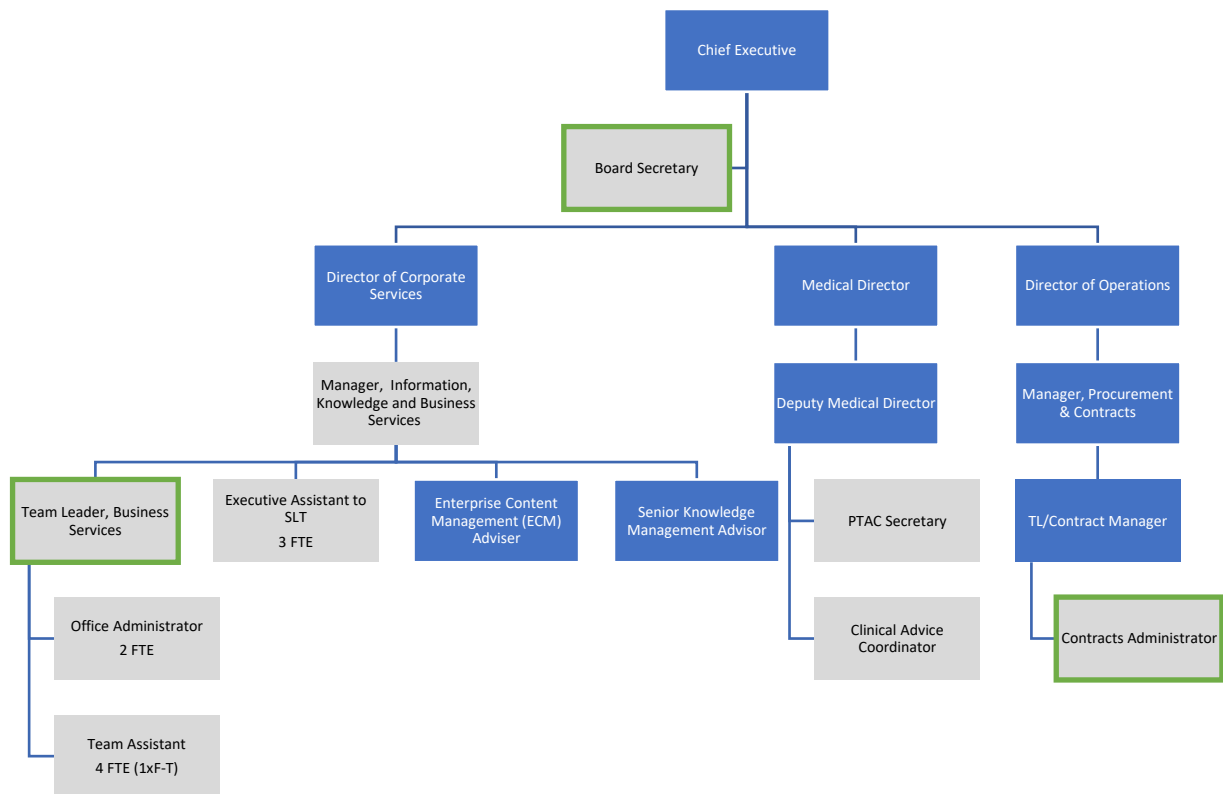 Chief Executive
Board Secretary
Director of Corporate
Services
Medical Director
Director of Operations
Manager, Information,
Knowledge and Business
Services
Deputy Medical Director
Manager, Procurement
& Contracts
Team Leader, Business
Services
Executive Assistant to
SLT
3 FTE
Enterprise Content
Management (ECM)
Adviser
Senior Knowledge
Management Advisor
PTAC Secretary
TL/Contract Manager
Office Administrator
2 FTE
Clinical Advice
Coordinator
Contracts Administrator
Team Assistant
4 FTE (1xF-T)